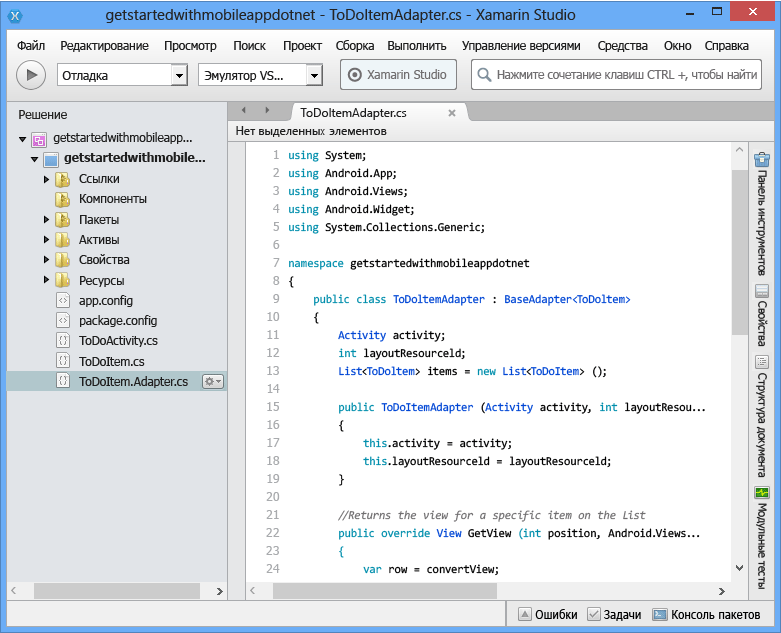 getstartedwithmobileappdotnet - ToDoItemAdapter.cs - Xamarin Studio
Файл Редактирование Просмотр Поиск Проект Сборка Выполнить Управление версиями Средства Окно Справка
Отладка Эмулятор VS... Xamarin Studio Нажмите сочетание клавиш CTRL +, чтобы найти
Решение
getstartedwithmobileapp...
getstartedwithmobile...
Ссылки
Компоненты
Пакеты
Активы
Свойства
Ресурсы
app.config
package.config
ToDoActivity.cs
ToDoItem.cs
ToDoItem.Adapter.cs
ToDoItemAdapter.cs
Нет выделенных элементов
1 using System;
2 using Android.App;
3 using Android.Views;
4 using Android.Widget;
5 using System.Collections.Generic;
6
7 namespace getstartedwithmobileappdotnet
8 {
9 public class ToDoItemAdapter : BaseAdapter<ToDoItem>
10 {
11 Activity activity;
12 int layoutResourceId;
13 List<ToDoItem> items = new List<ToDoItem> ();
14
15 public ToDoItemAdapter (Activity activity, int layoutResou...
16 {
17 this.activity = activity;
18 this.layoutResourceId = layoutResourceId;
19 }
20
21 //Returns the view for a specific item on the List
22 public override View GetView (int position, Android.Views...
23 {
24 var row = convertView;
Панель инструментов
Свойства
Структура документа
Модульные тесты
Ошибки Задачи Консоль пакетов